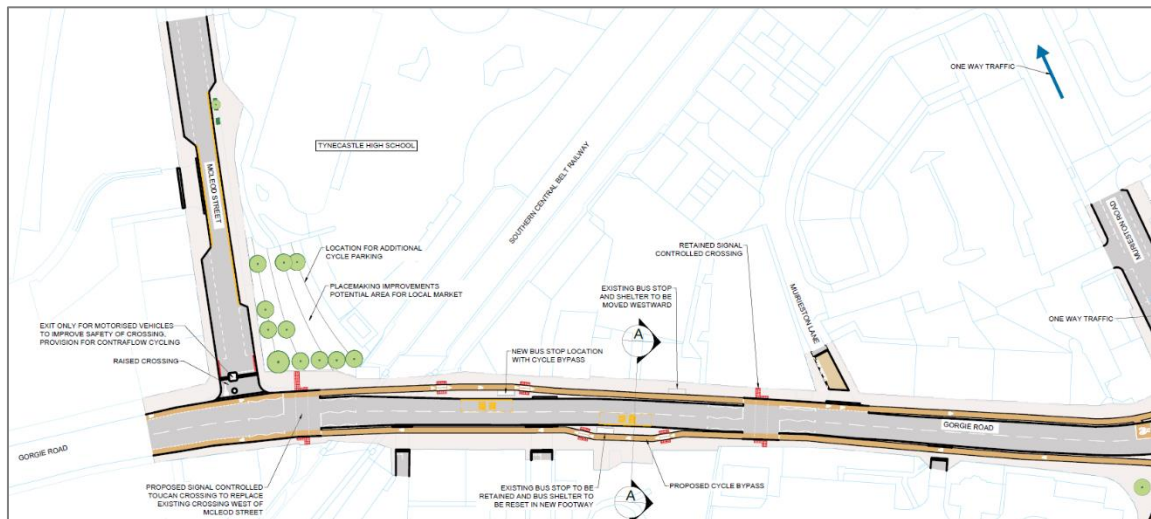 ONE WAY TRAFFIC
TYNECASTLE HIGH SCHOOL
MCLEOD STREET
SOUTHERN CENTRAL BELT RAILWAY
MUIRESTON ROAD
LOCATION FOR ADDITIONAL
CYCLE PARKING
RETAINED SIGNAL
CONTROLLED CROSSING
PLACEMAKING IMPROVEMENTS
POTENTIAL AREA FOR LOCAL MARKET
EXISTING BUS STOP
AND SHELTER TO BE
MOVED WESTWARD
MUIRIESTON LANE
ONE WAY TRAFFIC
EXIT ONLY FOR MOTORISED VEHICLES
TO IMPROVE SAFETY OF CROSSING.
PROVISION FOR CONTRAFLOW CYCLING
A
RAISED CROSSING
NEW BUS STOP LOCATION
WITH CYCLE BYPASS
GORGIE ROAD
GORGIE ROAD
PROPOSED SIGNAL CONTROLLED
TOUCAN CROSSING TO REPLACE
EXISTING CROSSING WEST OF
MCLEOD STREET
EXISTING BUS STOP TO BE
RETAINED AND BUS SHELTER TO
BE RESET IN NEW FOOTWAY
A
PROPOSED CYCLE BYPASS